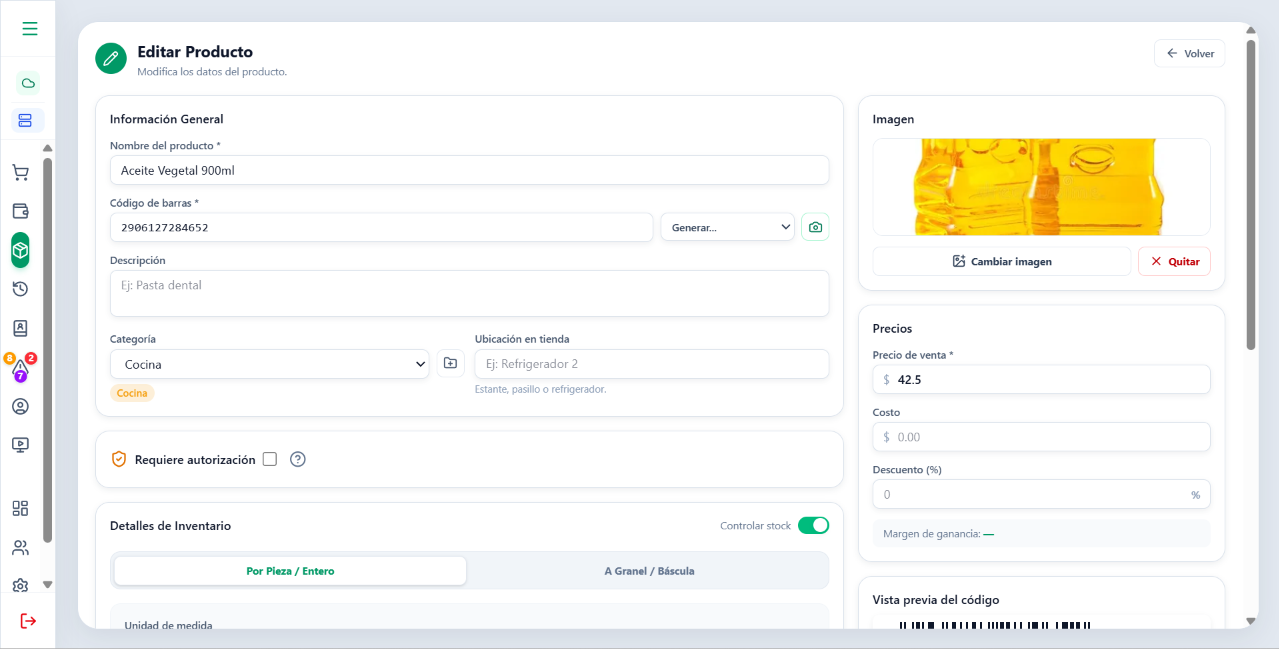 Editar Producto
Modifica los datos del producto.
Volver
Información General
Nombre del producto *
Aceite Vegetal 900ml
Código de barras *
2906127284652
Generar...
Descripción
Ej: Pasta dental
Categoría
Cocina
Cocina
Ubicación en tienda
Ej: Refrigerador 2
Estante, pasillo o refrigerador.
Requiere autorización
Detalles de Inventario
Controlar stock
Por Pieza / Entero
A Granel / Báscula
Unidad de medida
Imagen
Cambiar imagen
Quitar
Precios
Precio de venta *
$ 42.5
Costo
$ 0.00
Descuento (%)
0 %
Margen de ganancia: —
Vista previa del código
8
2
7